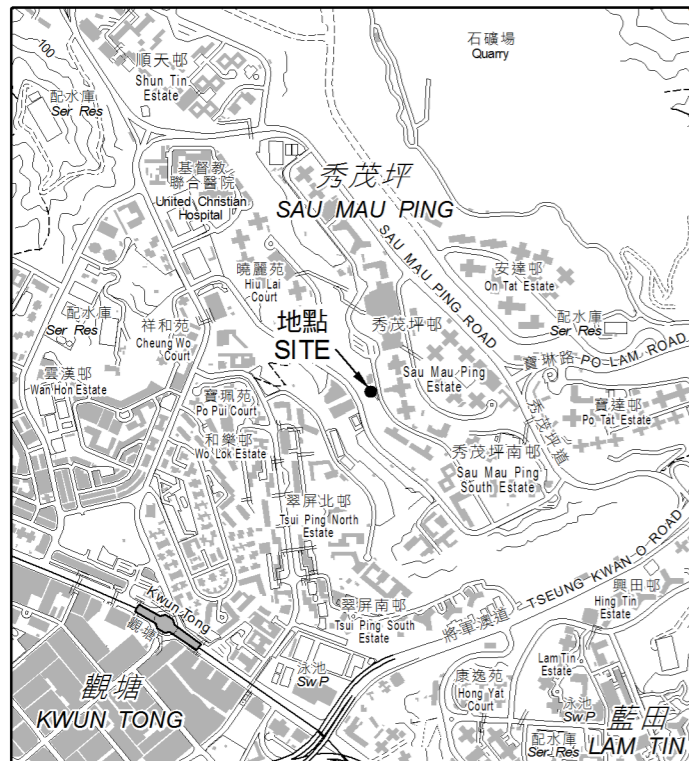 石礦場
Quarry
100
順天邨
Shun Tin
Estate
配水庫
Ser Res
基督教
聯合醫院
United Christian
Hospital
秀茂坪
SAU MAU PING
SAU MAU PING ROAD
曉麗苑
Hiu Lai
Court
安達邨
On Tat Estate
配水庫
Ser Res
祥和苑
Cheung Wo
Court
地點
SITE
秀茂坪邨
Sau Mau Ping
Estate
配水庫
Ser Res
寶琳路 PO LAM ROAD
雲漢邨
Wan Hon Estate
寶珮苑
Po Pui Court
秀茂坪道
寶達邨
Po Tat Estate
和樂邨
Wo Lok Estate
秀茂坪南邨
Sau Mau Ping
South Estate
翠屏北邨
Tsui Ping North
Estate
將軍澳道 TSEUNG KWAN O ROAD
興田邨
Hing Tin
Estate
Kwun Tong
觀塘
翠屏南邨
Tsui Ping South
Estate
泳池
Sw P
Lam Tin
Estate
康逸苑
Hong Yat
Court
泳池
Sw P
觀塘
KWUN TONG
藍田
LAM TIN
配水庫
Ser Res